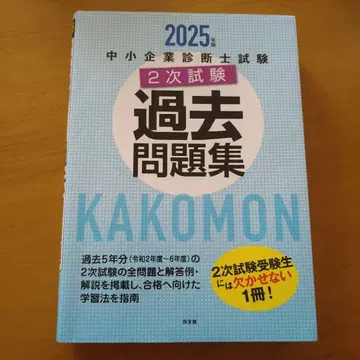 2025年版
中小企業診断士試験
2次試験
過去
問題集
KAKOMON
過去5年分(令和2年度~6年度)の
2次試験の全問題と解答例・
解説を掲載し、合格へ向けた
学習法を指南
2次試験受験生
には欠かせない
1冊!
同友館